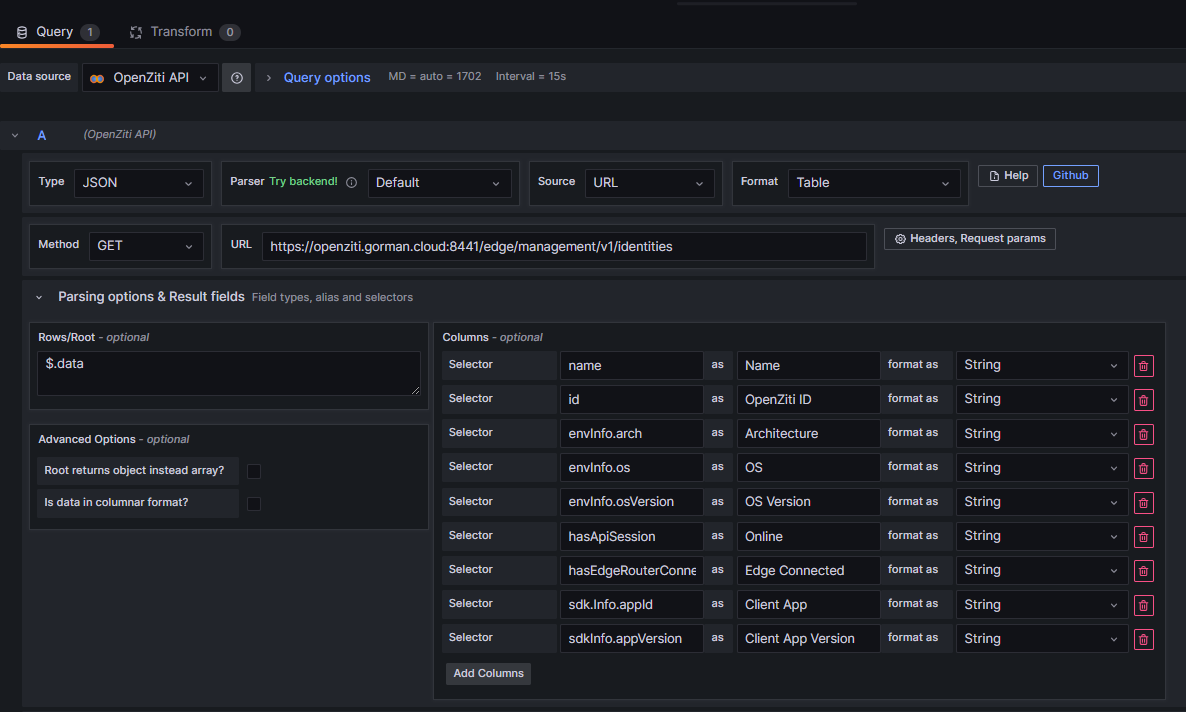 Query 1 Transform 0
Data source OpenZiti API Query options MD = auto = 1702 Interval = 15s
A (OpenZiti API)
Type JSON Parser Try backend! Default Source URL Format Table Help Github
Method GET URL https://openziti.gorman.cloud:8441/edge/management/v1/identities Headers, Request params
Parsing options & Result fields Field types, alias and selectors
Rows/Root - optional
$.data
Advanced Options - optional
Root returns object instead array?
Is data in columnar format?
Columns - optional
Selector name as Name format as String
Selector id as OpenZiti ID format as String
Selector envInfo.arch as Architecture format as String
Selector envInfo.os as OS format as String
Selector envInfo.osVersion as OS Version format as String
Selector hasApiSession as Online format as String
Selector hasEdgeRouterConne as Edge Connected format as String
Selector sdk.Info.appId as Client App format as String
Selector sdkInfo.appVersion as Client App Version format as String
Add Columns